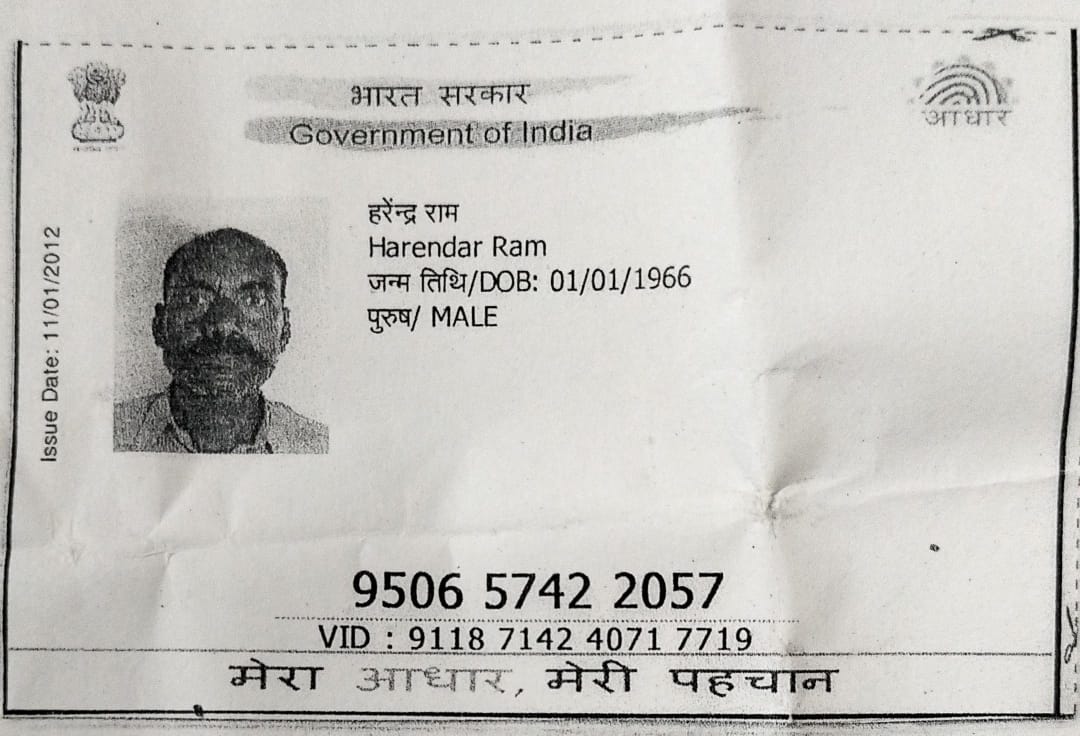 भारत सरकार
Government of India
आधार
Issue Date: 11/01/2012
हरेंन्द्र राम
Harendar Ram
जन्म तिथि/DOB: 01/01/1966
पुरुष/ MALE
9506 5742 2057
VID : 9118 7142 4071 7719
मेरा आधार, मेरी पहचान